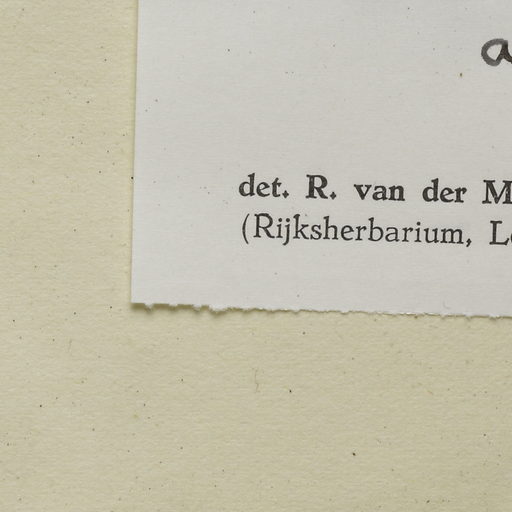 a
det. R. van der M
(Rijksherbarium, L